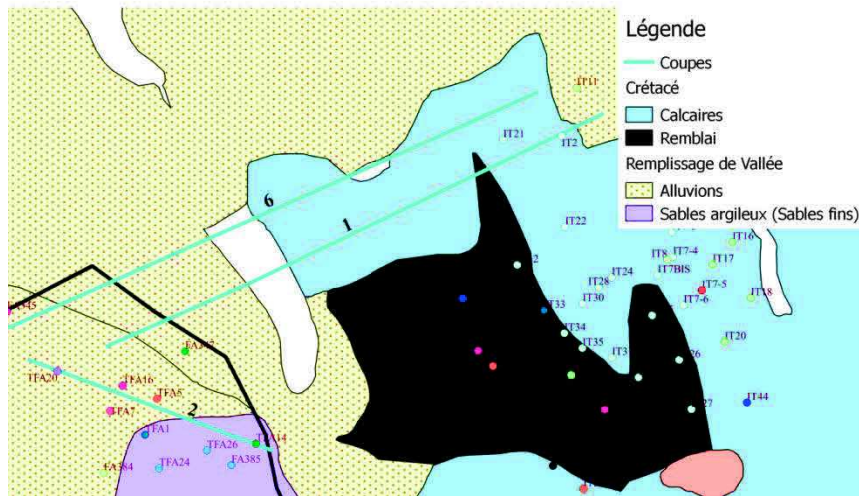 Légende
Coupes
Crétacé
Calcaires
Remblai
Remplissage de Vallée
Alluvions
Sables argileux (Sables fins)
IT11
IT21
IT2
6
1
IT22
IT16
IT8
IT7-4
IT17
IT7BIS
IT24
IT28
IT7-5
IT30
IT7-6
IT18
IT33
IT34
IT35
IT20
IT44
TFA20
TFA16
TFA5
TFA7
2
TFA1
TFA26
TFA24
FA385
FA384